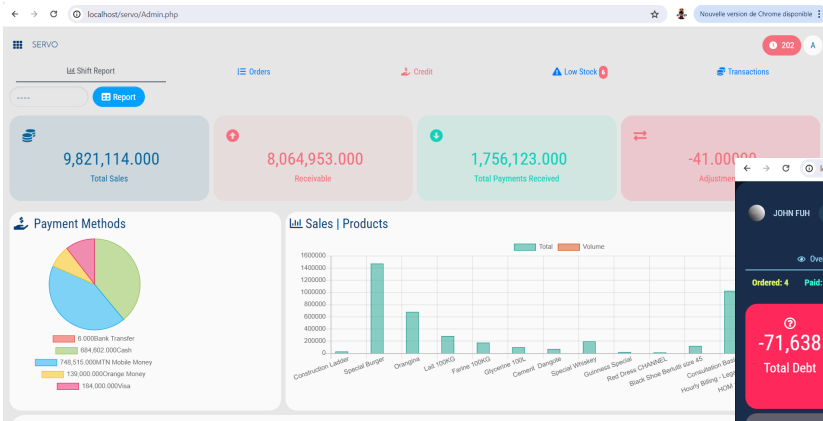 localhost/servo/Admin.php
Nouvelle version de Chrome disponible
SERVO
202
A
Shift Report
Orders
Credit
Low Stock 6
Transactions
----
Report
9,821,114.000
Total Sales
8,064,953.000
Receivable
1,756,123.000
Total Payments Received
-41.00000
Adjustmen
JOHN FUH
Ove
Ordered: 4 Paid:
-71,638
Total Debt
Payment Methods
6.000Bank Transfer
684,602.000Cash
748,515.000MTN Mobile Money
139,000.000Orange Money
184,000.000Visa
Sales | Products
Total
Volume
1600000
1400000
1200000
1000000
800000
600000
400000
200000
0
Construction Ladder
Special Burger
Orangina
Lait 100KG
Farine 100KG
Glycerine 100L
Cement Dangute
Special Whiskey
Guinness Special
Red Dress CHANNEL
Black Shoe Berlutti size 45
Consultation Bas
Hourly Billing - Lega
HOM